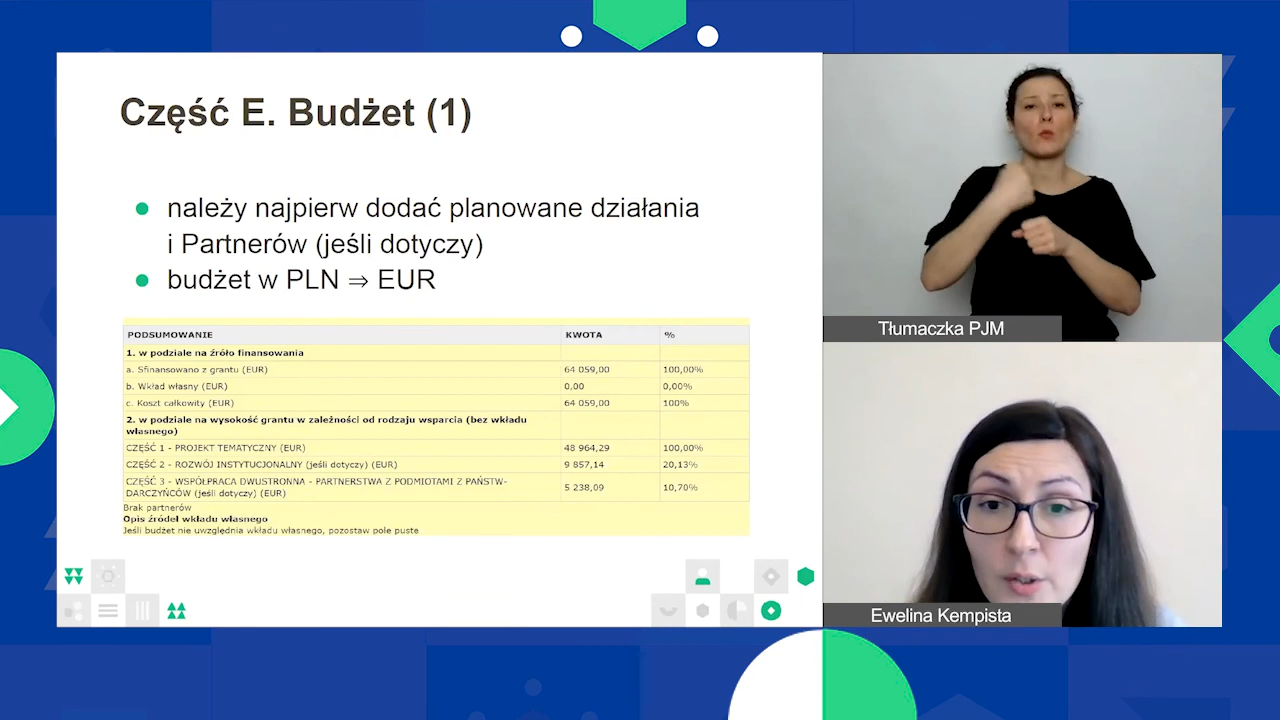 Część E. Budżet (1)
należy najpierw dodać planowane działania
i Partnerów (jeśli dotyczy)
budżet w PLN ⇒ EUR
PODSUMOWANIE KWOTA %
1. w podziale na źróło finansowania
a. Sfinansowano z grantu (EUR) 64 059,00 100,00%
b. Wkład własny (EUR) 0,00 0,00%
c. Koszt całkowity (EUR) 64 059,00 100%
2. w podziale na wysokość grantu w zależności od rodzaju wsparcia (bez wkładu
własnego)
CZĘŚĆ 1 - PROJEKT TEMATYCZNY (EUR) 48 964,29 100,00%
CZĘŚĆ 2 - ROZWÓJ INSTYTUCJONALNY (jeśli dotyczy) (EUR) 9 857,14 20,13%
CZĘŚĆ 3 - WSPÓŁPRACA DWUSTRONNA - PARTNERSTWA Z PODMIOTAMI Z PAŃSTW-
DARCZYŃCÓW (jeśli dotyczy) (EUR) 5 238,09 10,70%
Brak partnerów
Opis źródeł wkładu własnego
Jeśli budżet nie uwzględnia wkładu własnego, pozostaw pole puste
Tłumaczka PJM
Ewelina Kempista